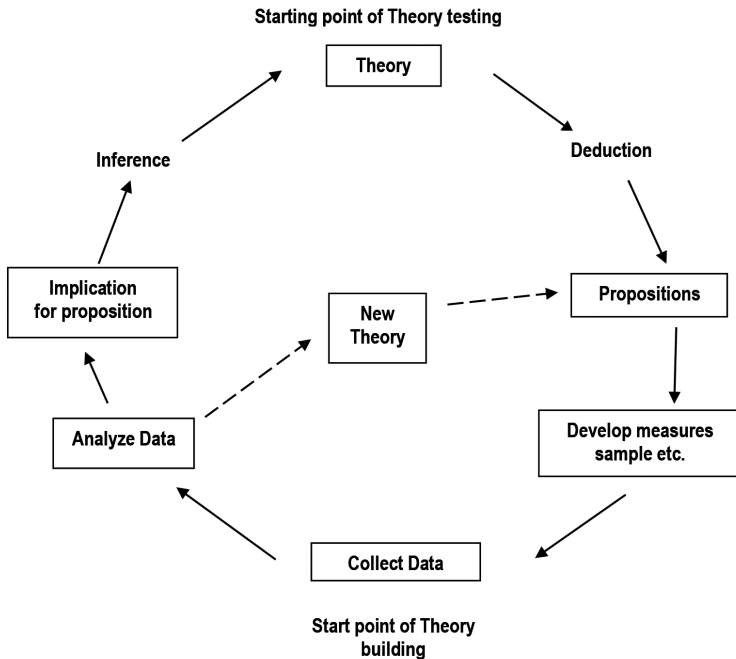 Starting point of Theory testing
Theory
Inference
Deduction
Implication
for proposition
New
Theory
Propositions
Analyze Data
Develop measures
sample etc.
Collect Data
Start point of Theory
building